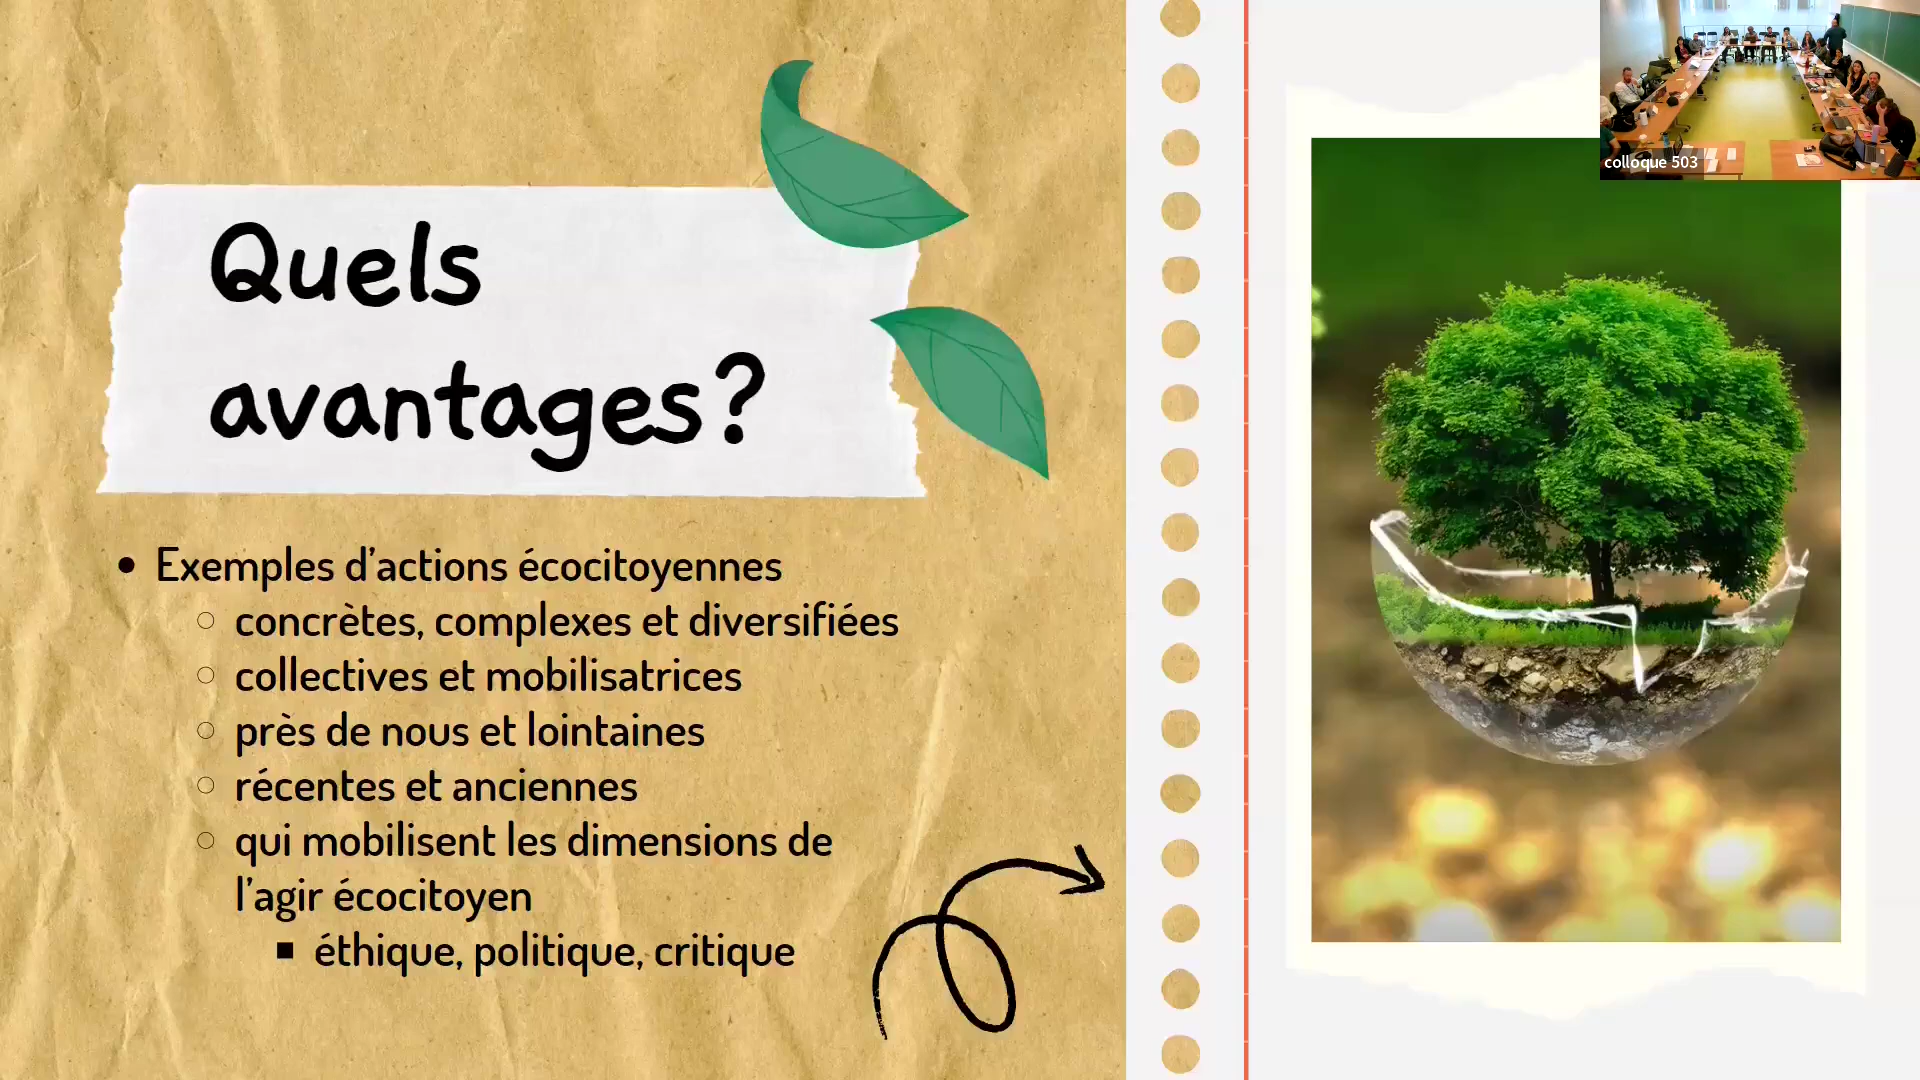 Quels
avantages?
• Exemples d'actions écocitoyennes
○ concrètes, complexes et diversifiées
○ collectives et mobilisatrices
○ près de nous et lointaines
○ récentes et anciennes
○ qui mobilisent les dimensions de
l'agir écocitoyen
▪ éthique, politique, critique
colloque 503